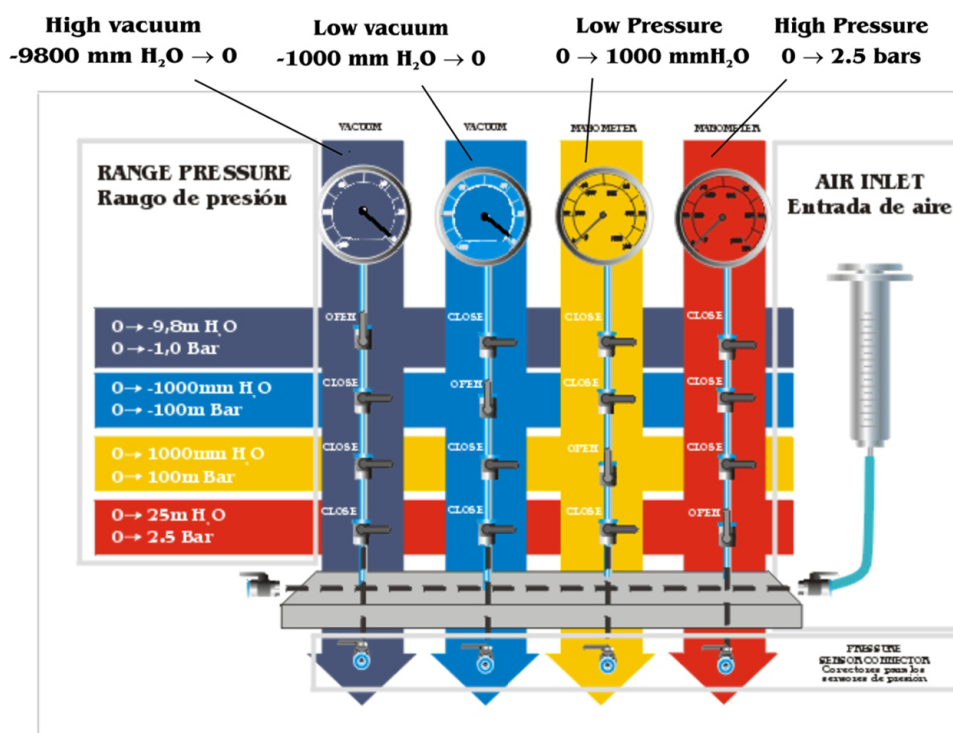 High vacuum
-9800 mm H₂O → 0
Low vacuum
-1000 mm H₂O → 0
Low Pressure
0 → 1000 mmH₂O
High Pressure
0 → 2.5 bars
VACUUM
VACUUM
MANOMETER
MANOMETER
RANGE PRESSURE
Rango de presión
AIR INLET
Entrada de aire
0→ -9,8m H₂O
0→ -1,0 Bar
OPEN
CLOSE
CLOSE
CLOSE
0→ -1000mm H₂O
0→ -100m Bar
CLOSE
OPEN
CLOSE
CLOSE
0→ 1000mm H₂O
0→ 100m Bar
CLOSE
CLOSE
OPEN
CLOSE
0→ 25m H₂O
0→ 2.5 Bar
CLOSE
CLOSE
CLOSE
OPEN
PRESSURE
SENSOR CONNECTOR
Conectores para los
sensores de presión